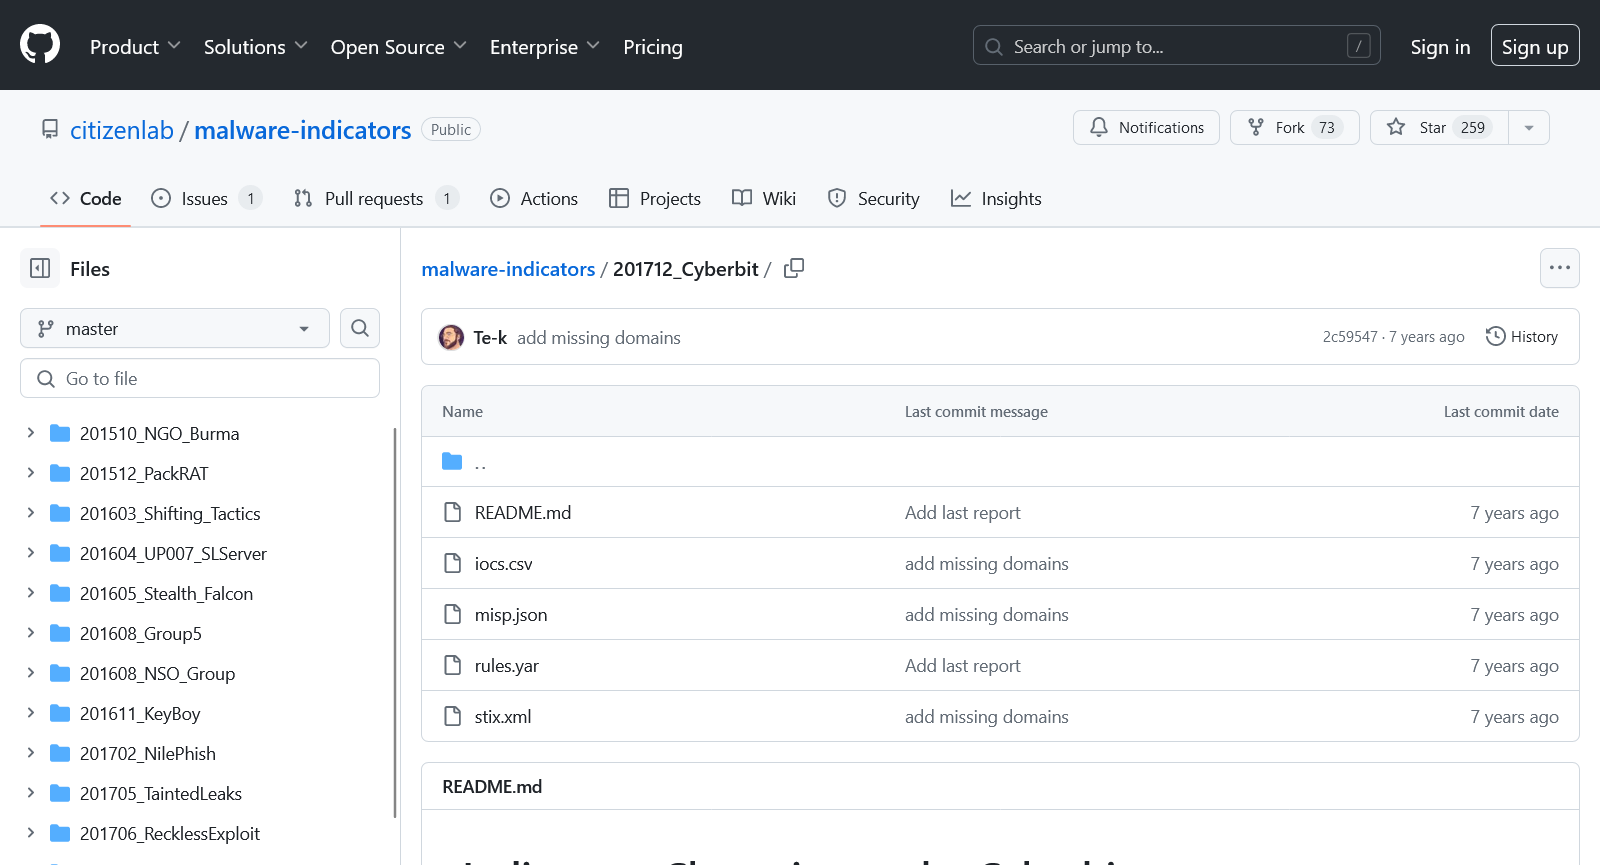 Product Solutions Open Source Enterprise Pricing Search or jump to... / Sign in Sign up
citizenlab / malware-indicators Public Notifications Fork 73 Star 259
Code Issues 1 Pull requests 1 Actions Projects Wiki Security Insights
Files
master
Go to file
201510_NGO_Burma
201512_PackRAT
201603_Shifting_Tactics
201604_UP007_SLServer
201605_Stealth_Falcon
201608_Group5
201608_NSO_Group
201611_KeyBoy
201702_NilePhish
201705_TaintedLeaks
201706_RecklessExploit
malware-indicators / 201712_Cyberbit /
Te-k add missing domains 2c59547 · 7 years ago History
Name Last commit message Last commit date
..
README.md Add last report 7 years ago
iocs.csv add missing domains 7 years ago
misp.json add missing domains 7 years ago
rules.yar Add last report 7 years ago
stix.xml add missing domains 7 years ago
README.md